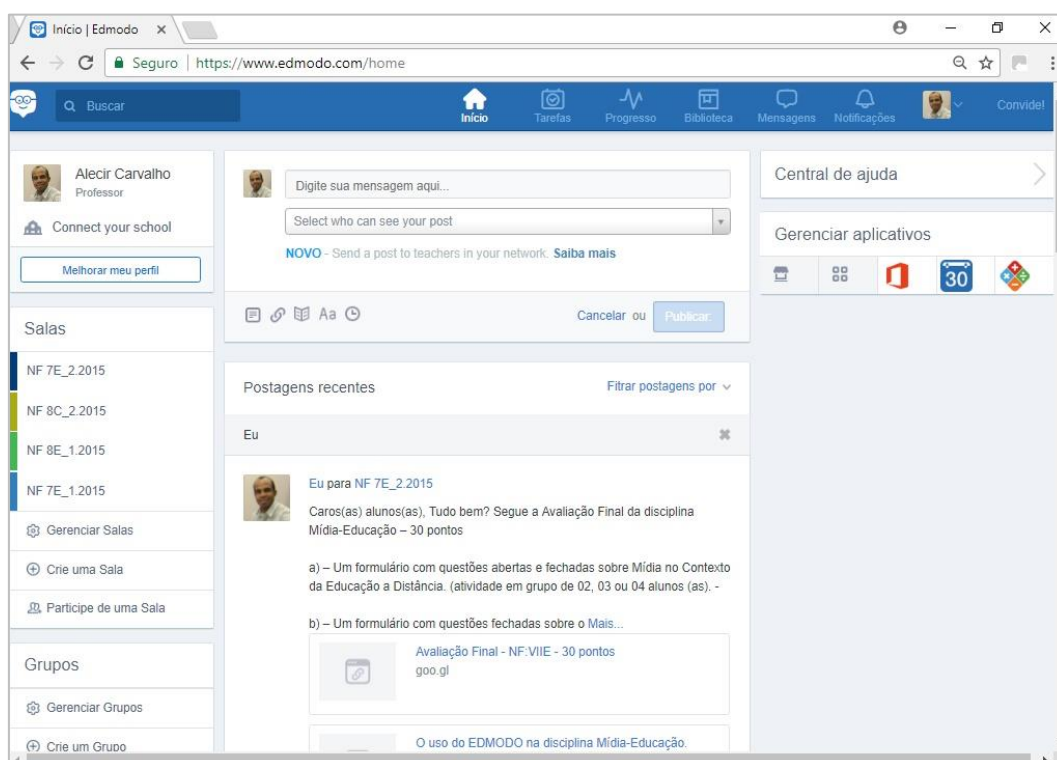 Início | Edmodo
Seguro | https://www.edmodo.com/home
Buscar
Início
Tarefas
Progresso
Biblioteca
Mensagens
Notificações
Convide!
Alecir Carvalho
Professor
Connect your school
Melhorar meu perfil
Salas
NF 7E_2.2015
NF 8C_2.2015
NF 8E_1.2015
NF 7E_1.2015
Gerenciar Salas
Crie uma Sala
Participe de uma Sala
Grupos
Gerenciar Grupos
Crie um Grupo
Digite sua mensagem aqui...
Select who can see your post
NOVO - Send a post to teachers in your network. Saiba mais
Aa
Cancelar ou Publicar.
Postagens recentes
Fitrar postagens por
Eu
Eu para NF 7E_2.2015
Caros(as) alunos(as), Tudo bem? Segue a Avaliação Final da disciplina
Mídia-Educação – 30 pontos
a) – Um formulário com questões abertas e fechadas sobre Mídia no Contexto
da Educação a Distância. (atividade em grupo de 02, 03 ou 04 alunos (as). -
b) – Um formulário com questões fechadas sobre o Mais...
Avaliação Final - NF:VIIE - 30 pontos
goo.gl
O uso do EDMODO na disciplina Mídia-Educação.
Central de ajuda
Gerenciar aplicativos
30